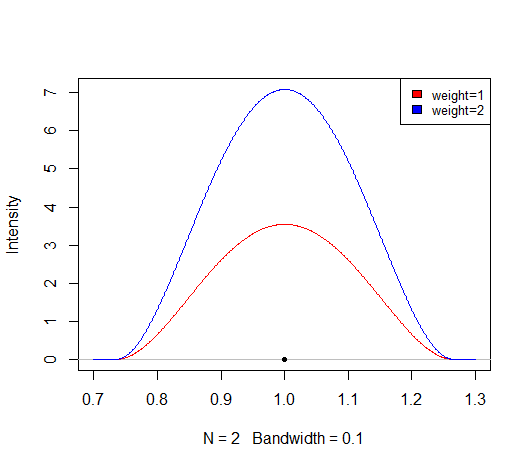 weight=1
weight=2
Intensity
7
6
5
4
3
2
1
0
0.7 0.8 0.9 1.0 1.1 1.2 1.3
N = 2 Bandwidth = 0.1